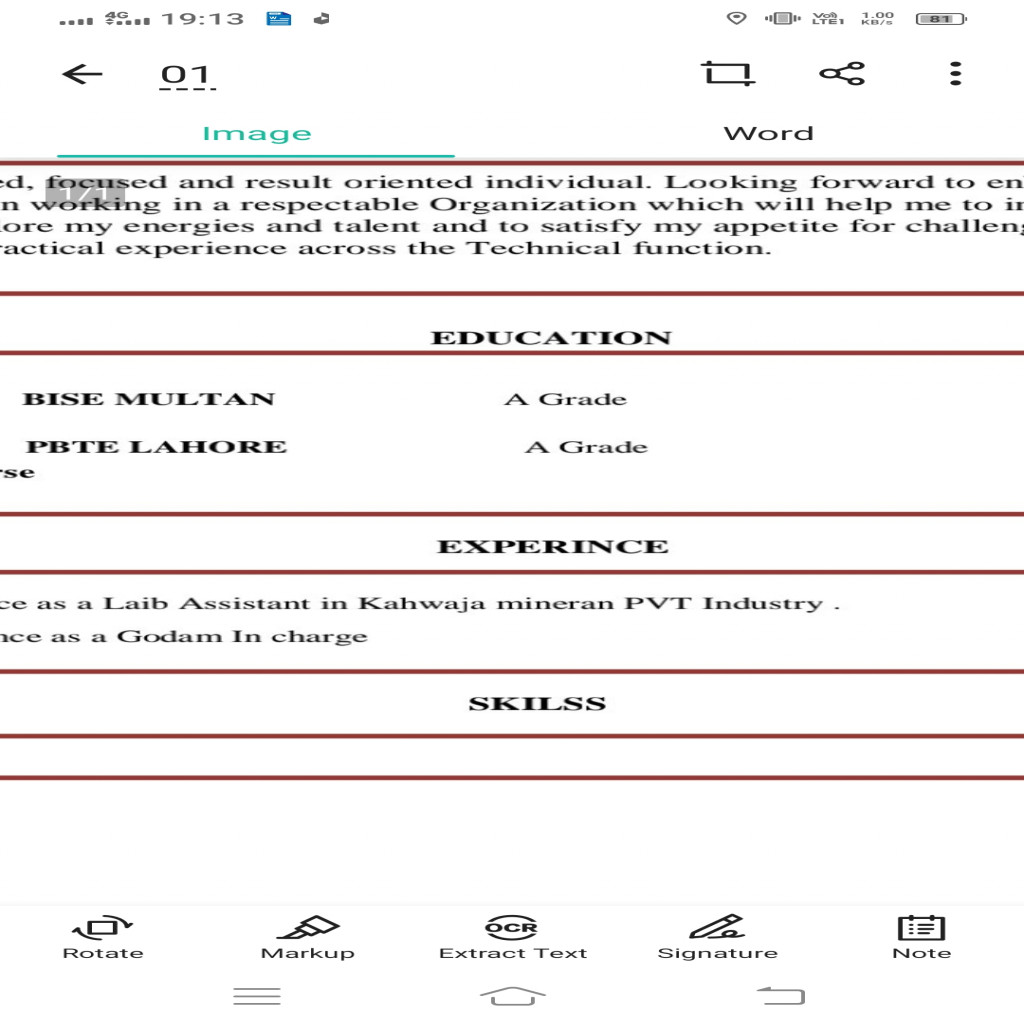 4G 19:13 VoD LTE1 1.00 KB/s 81
01
Image Word
1/1
ed, focused and result oriented individual. Looking forward to en
n working in a respectable Organization which will help me to in
lore my energies and talent and to satisfy my appetite for challeng
ractical experience across the Technical function.
EDUCATION
BISE MULTAN A Grade
PBTE LAHORE A Grade
rse
EXPERINCE
ce as a Laib Assistant in Kahwaja mineran PVT Industry .
nce as a Godam In charge
SKILSS
OCR
Rotate Markup Extract Text Signature Note